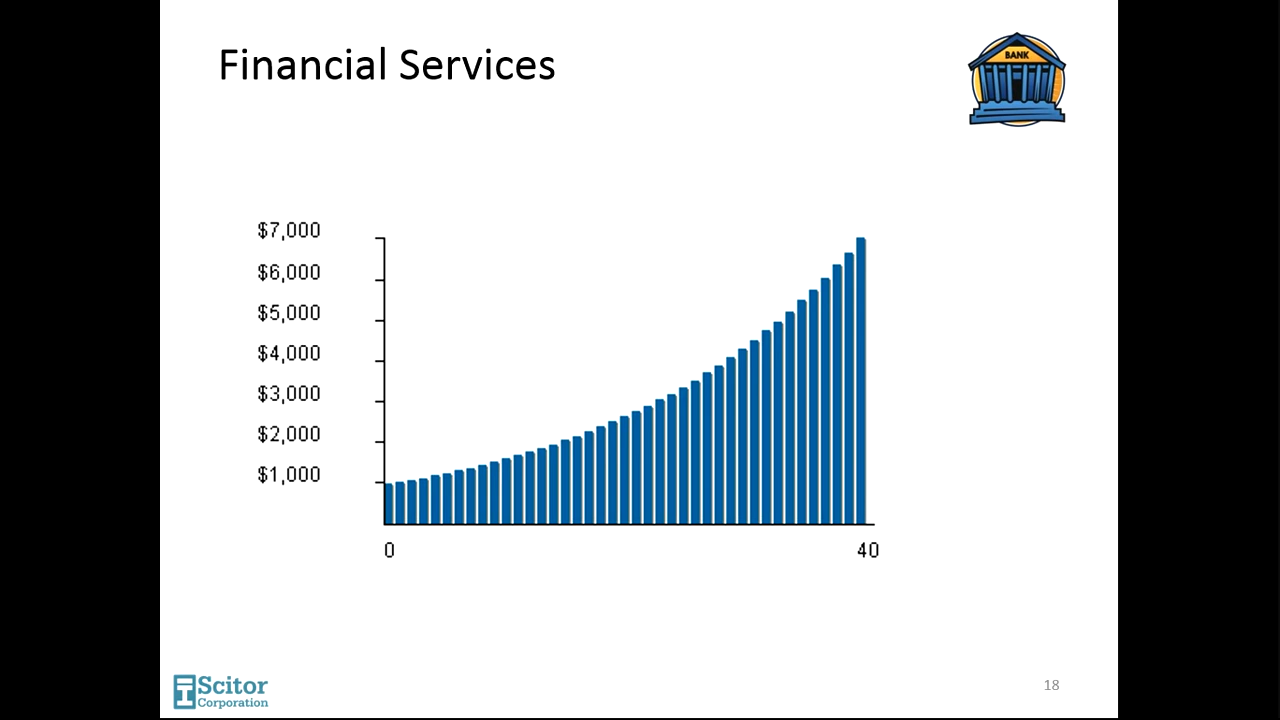 Financial Services
BANK
$7,000
$6,000
$5,000
$4,000
$3,000
$2,000
$1,000
0 40
Scitor
Corporation
18